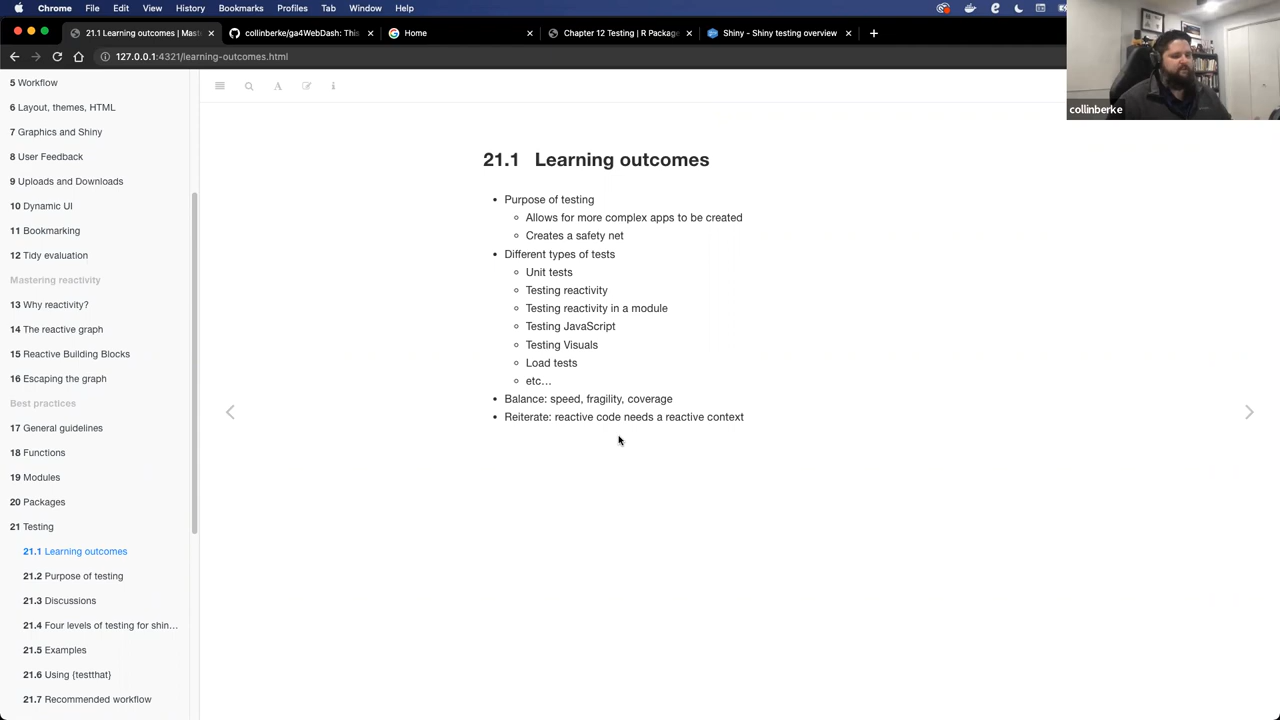 Chrome File Edit View History Bookmarks Profiles Tab Window Help
21.1 Learning outcomes | Mast
collinberke/ga4WebDash: This
Home
Chapter 12 Testing | R Package
Shiny - Shiny testing overview
127.0.0.1:4321/learning-outcomes.html
collinberke
5 Workflow
6 Layout, themes, HTML
7 Graphics and Shiny
8 User Feedback
9 Uploads and Downloads
10 Dynamic UI
11 Bookmarking
12 Tidy evaluation
Mastering reactivity
13 Why reactivity?
14 The reactive graph
15 Reactive Building Blocks
16 Escaping the graph
Best practices
17 General guidelines
18 Functions
19 Modules
20 Packages
21 Testing
21.1 Learning outcomes
21.2 Purpose of testing
21.3 Discussions
21.4 Four levels of testing for shin...
21.5 Examples
21.6 Using {testthat}
21.7 Recommended workflow
21.1 Learning outcomes
Purpose of testing
Allows for more complex apps to be created
Creates a safety net
Different types of tests
Unit tests
Testing reactivity
Testing reactivity in a module
Testing JavaScript
Testing Visuals
Load tests
etc…
Balance: speed, fragility, coverage
Reiterate: reactive code needs a reactive context